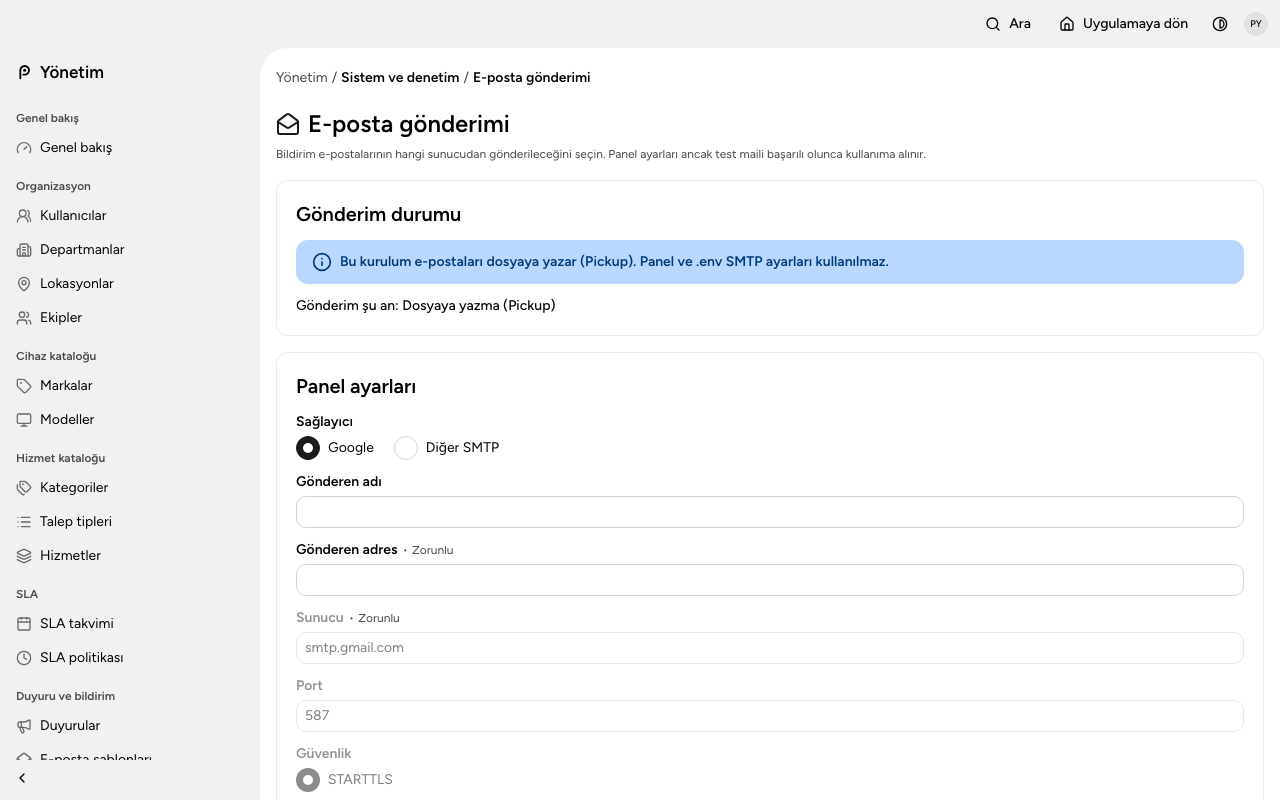 Ara
Uygulamaya dön
PY
Yönetim
Genel bakış
Genel bakış
Organizasyon
Kullanıcılar
Departmanlar
Lokasyonlar
Ekipler
Cihaz kataloğu
Markalar
Modeller
Hizmet kataloğu
Kategoriler
Talep tipleri
Hizmetler
SLA
SLA takvimi
SLA politikası
Duyuru ve bildirim
Duyurular
E-posta şablonları
Yönetim / Sistem ve denetim / E-posta gönderimi
E-posta gönderimi
Bildirim e-postalarının hangi sunucudan gönderileceğini seçin. Panel ayarları ancak test maili başarılı olunca kullanıma alınır.
Gönderim durumu
Bu kurulum e-postaları dosyaya yazar (Pickup). Panel ve .env SMTP ayarları kullanılmaz.
Gönderim şu an: Dosyaya yazma (Pickup)
Panel ayarları
Sağlayıcı
Google
Diğer SMTP
Gönderen adı
Gönderen adres • Zorunlu
Sunucu • Zorunlu
smtp.gmail.com
Port
587
Güvenlik
STARTTLS